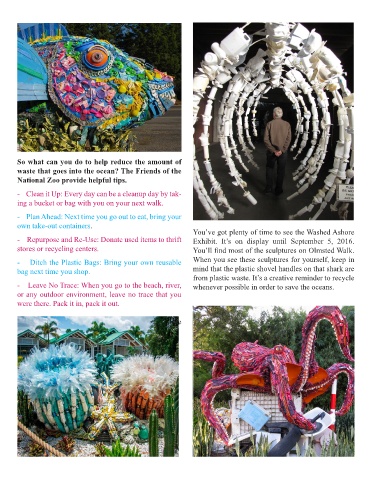 So what can you do to help reduce the amount of
waste that goes into the ocean? The Friends of the
National Zoo provide helpful tips.
- Clean it Up: Every day can be a cleanup day by tak-
ing a bucket or bag with you on your next walk.
- Plan Ahead: Next time you go out to eat, bring your
own take-out containers.
- Repurpose and Re-Use: Donate used items to thrift
stores or recycling centers.
- Ditch the Plastic Bags: Bring your own reusable
bag next time you shop.
- Leave No Trace: When you go to the beach, river,
or any outdoor environment, leave no trace that you
were there. Pack it in, pack it out.
You've got plenty of time to see the Washed Ashore
Exhibit. It's on display until September 5, 2016.
You'll find most of the sculptures on Olmsted Walk.
When you see these sculptures for yourself, keep in
mind that the plastic shovel handles on that shark are
from plastic waste. It's a creative reminder to recycle
whenever possible in order to save the oceans.